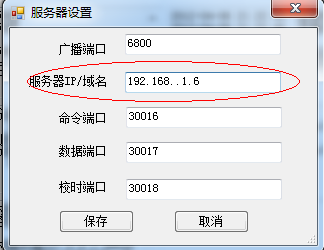 服务器设置
广播端口 6800
服务器IP/域名 192.168..1.6
命令端口 30016
数据端口 30017
校时端口 30018
保存 取消